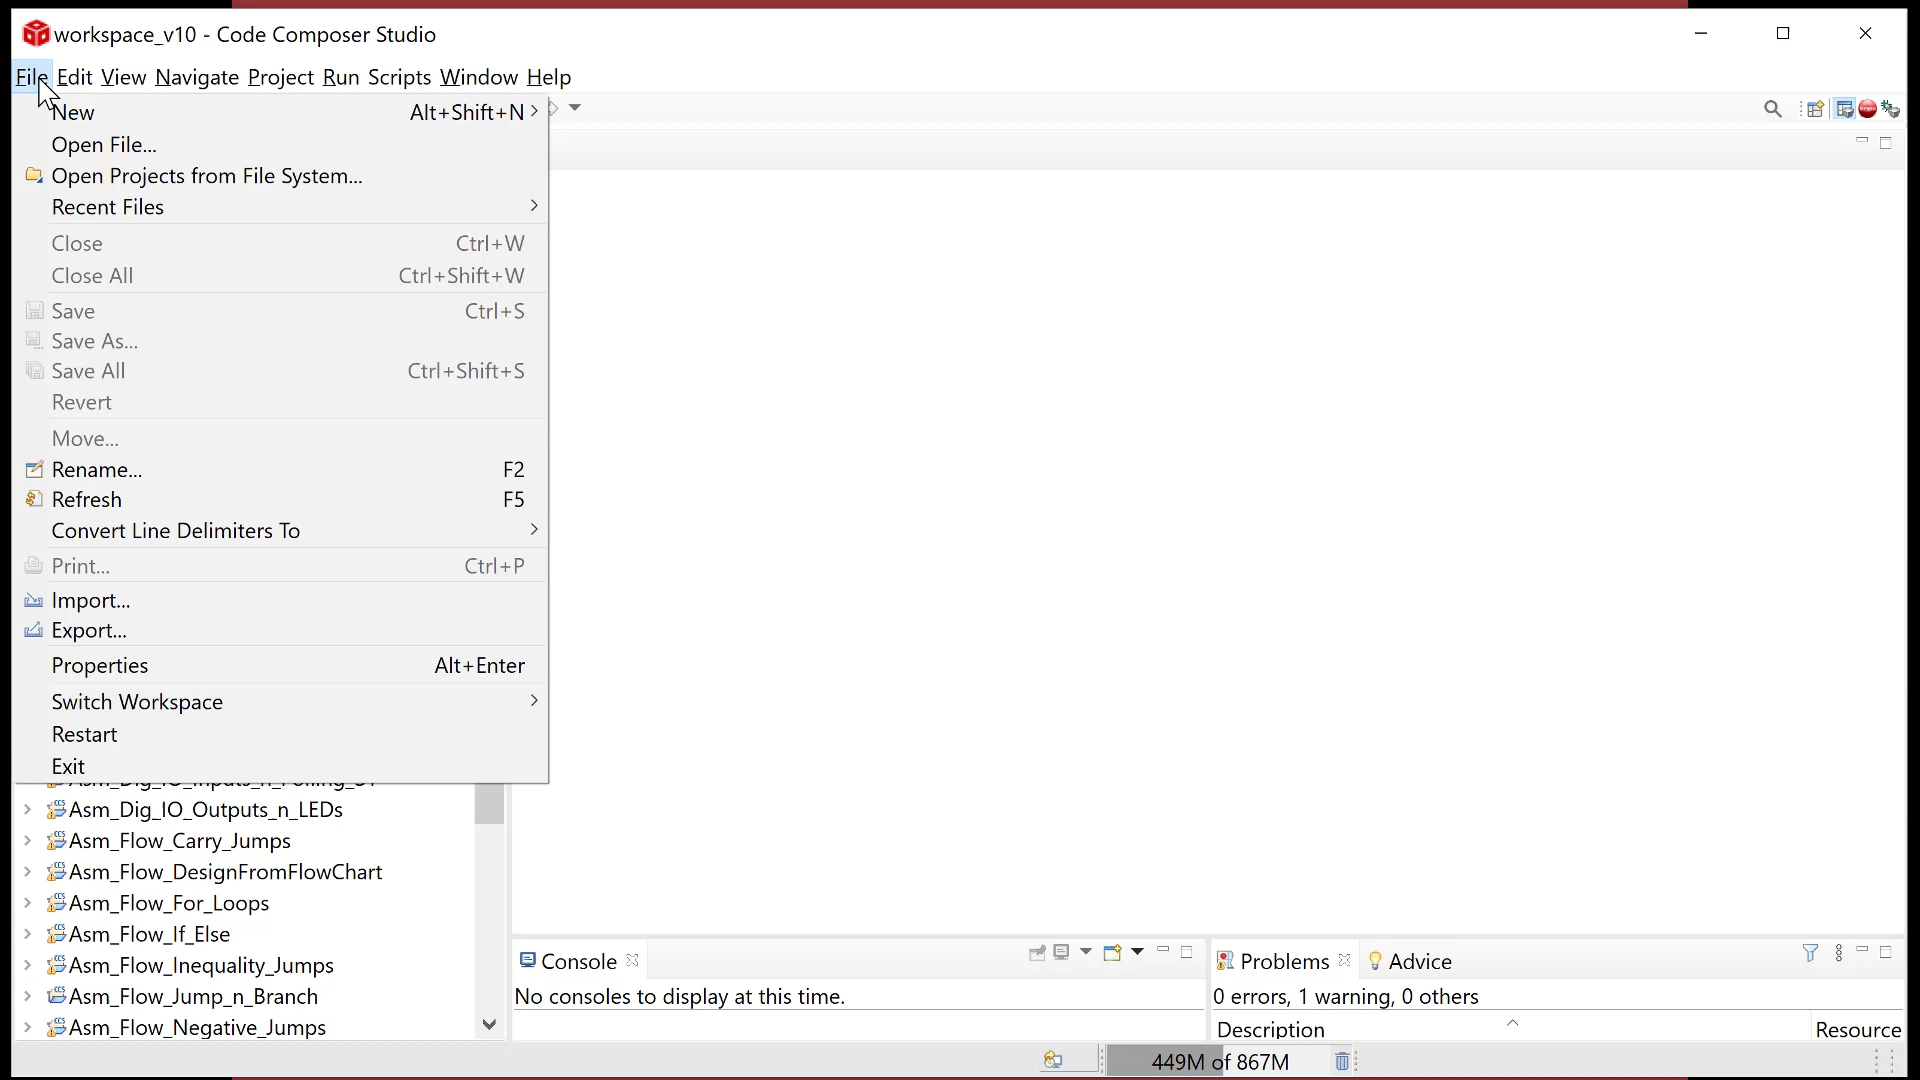 workspace_v10 - Code Composer Studio
File Edit View Navigate Project Run Scripts Window Help
New Alt+Shift+N
Open File...
Open Projects from File System...
Recent Files
Close Ctrl+W
Close All Ctrl+Shift+W
Save Ctrl+S
Save As...
Save All Ctrl+Shift+S
Revert
Move...
Rename... F2
Refresh F5
Convert Line Delimiters To
Print... Ctrl+P
Import...
Export...
Properties Alt+Enter
Switch Workspace
Restart
Exit
Asm_Dig_IO_Outputs_n_LEDs
Asm_Flow_Carry_Jumps
Asm_Flow_DesignFromFlowChart
Asm_Flow_For_Loops
Asm_Flow_If_Else
Asm_Flow_Inequality_Jumps
Asm_Flow_Jump_n_Branch
Asm_Flow_Negative_Jumps
Console
No consoles to display at this time.
Problems Advice
0 errors, 1 warning, 0 others
Description Resource
449M of 867M